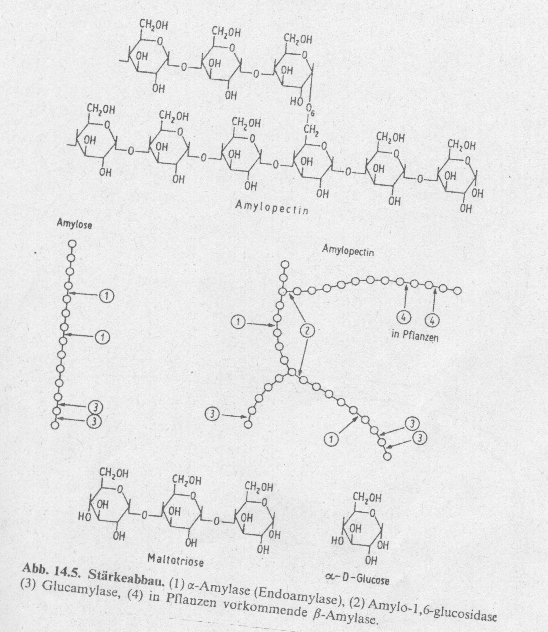 CH₂OH CH₂OH CH₂OH
O O O
OH OH OH
O O
OH OH HO
O₆
CH₂OH CH₂OH CH₂OH CH₂ CH₂OH CH₂OH
O O O O O O
OH OH OH OH OH OH OH
O O O O O
OH OH OH OH OH OH
Amylopectin
Amylose
Amylopectin
1
1
3
3
1
2
4
4
in Pflanzen
3
1
3
3
CH₂OH CH₂OH CH₂OH
O O O
HO OH OH OH OH
O O
OH OH OH
Maltotriose
CH₂OH
O
HO OH OH
OH
α-D-Glucose
Abb. 14.5. Stärkeabbau. (1) α-Amylase (Endoamylase), (2) Amylo-1,6-glucosidase
(3) Glucamylase, (4) in Pflanzen vorkommende β-Amylase.